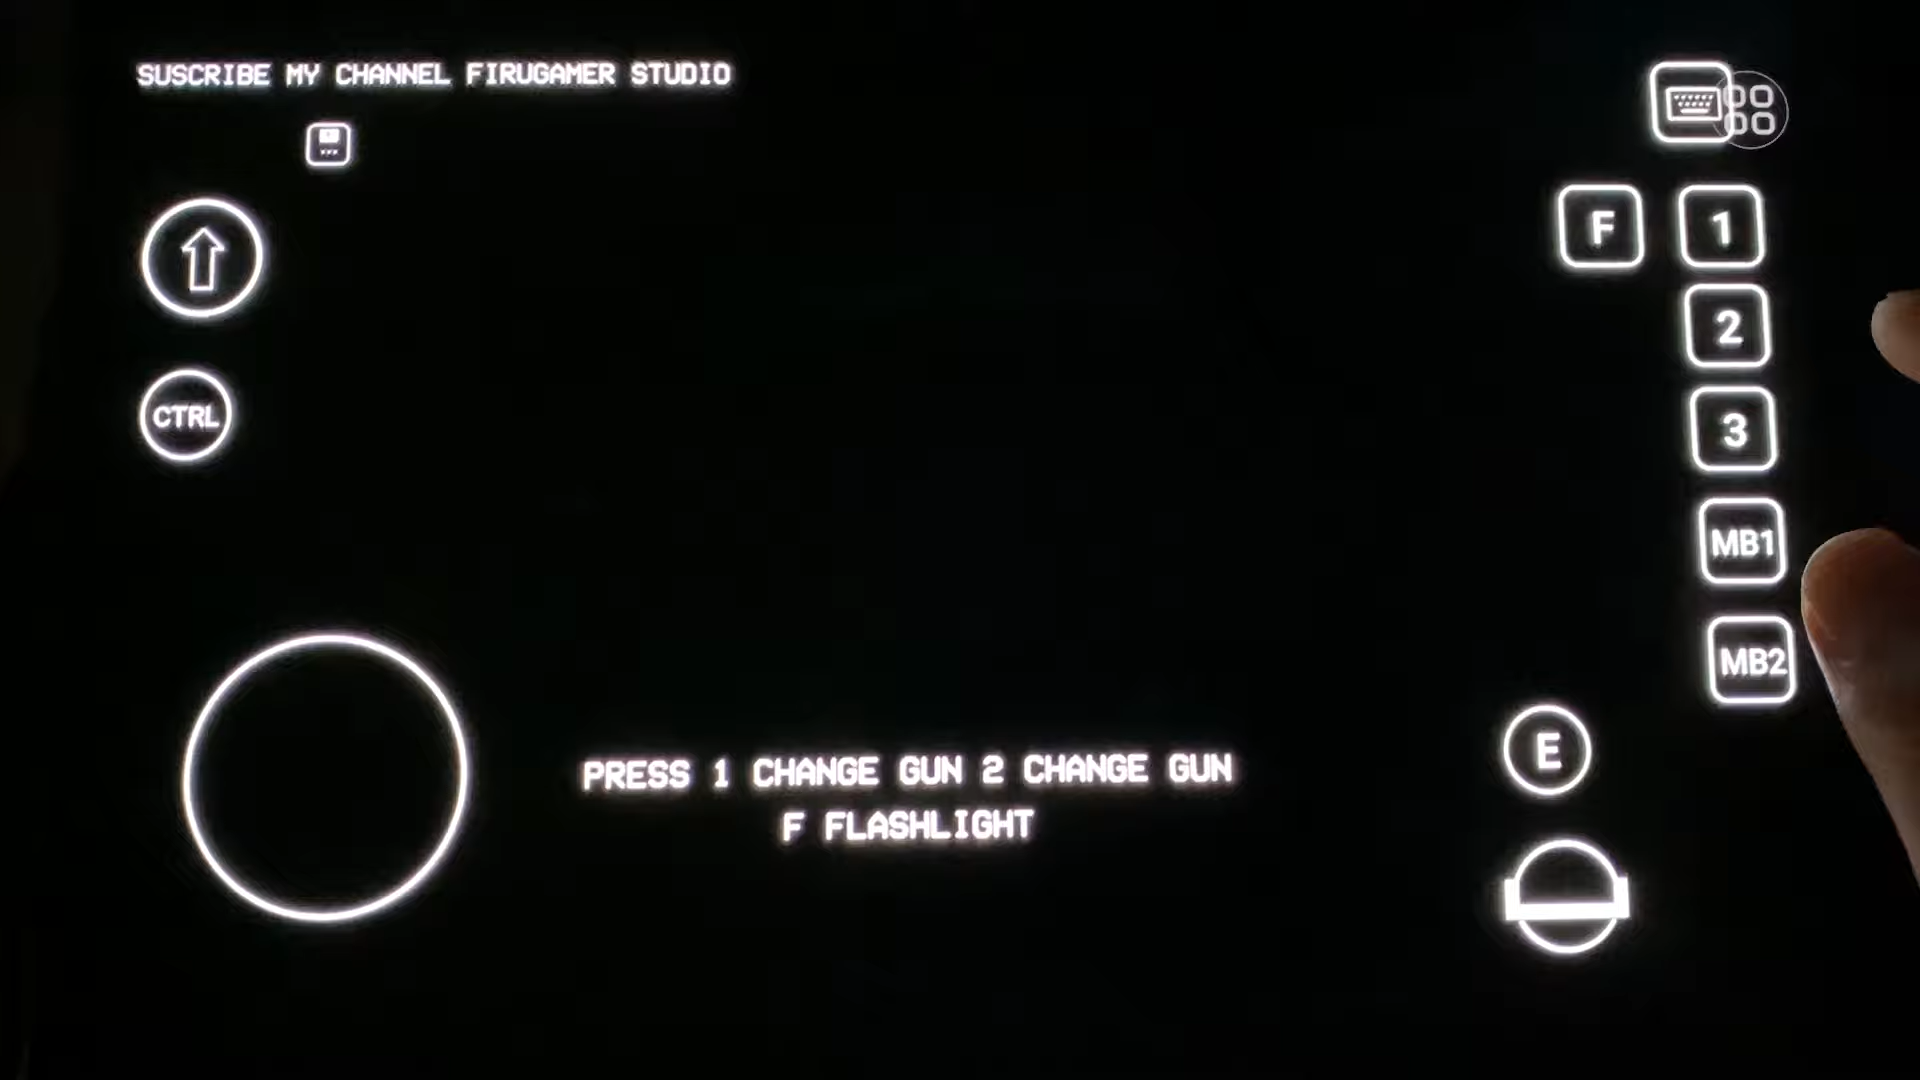 SUSCRIBE MY CHANNEL FIRUGAMER STUDIO
F
1
2
CTRL
3
MB1
MB2
E
PRESS 1 CHANGE GUN 2 CHANGE GUN
F FLASHLIGHT